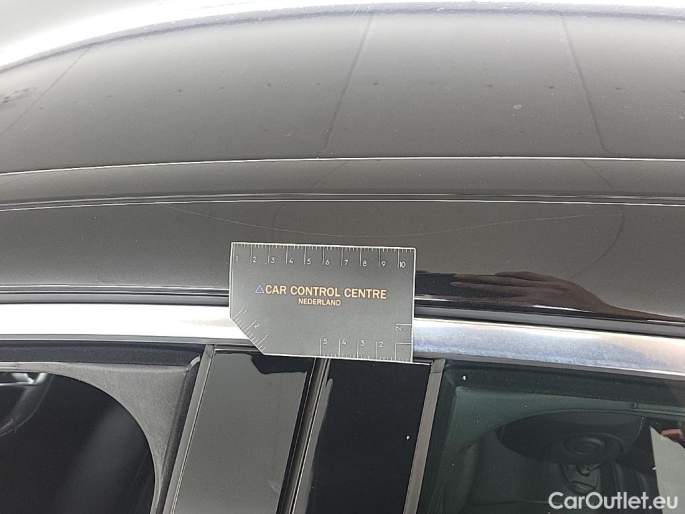 1 2 3 4 5 6 7 8 9 10
CAR CONTROL CENTRE
NEDERLAND
5 4 3 2
2
CarOutlet.eu